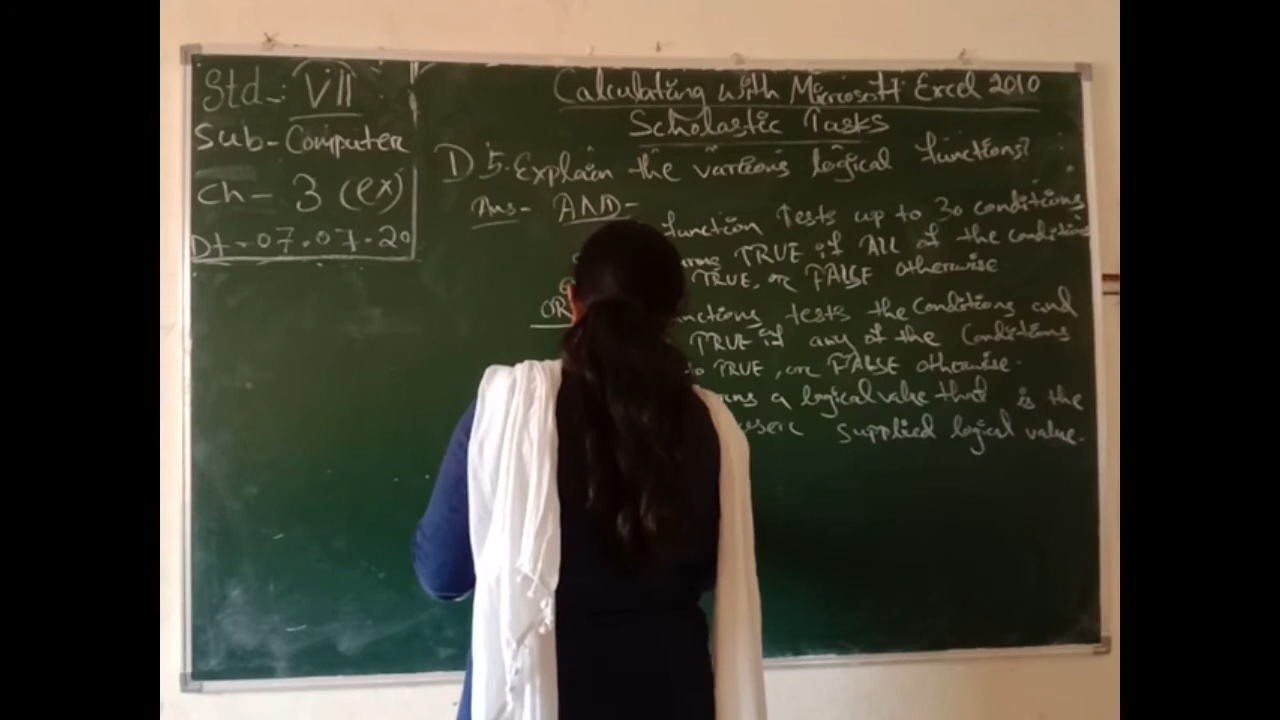 Std-: VII
Sub- Computer
Ch- 3 (ex)
Dt-07.07.20
Calculating with Microsoft Excel 2010
Scholastic Tasks
D 5. Explain the various logical functions?
Ans- AND-
function Tests up to 30 conditions
TRUE if ALL of the conditions
TRUE, or FALSE otherwise.
OR
tests the conditions and
TRUE if any of the conditions
to TRUE, or FALSE otherwise.
a logical value that is the
supplied logical value.